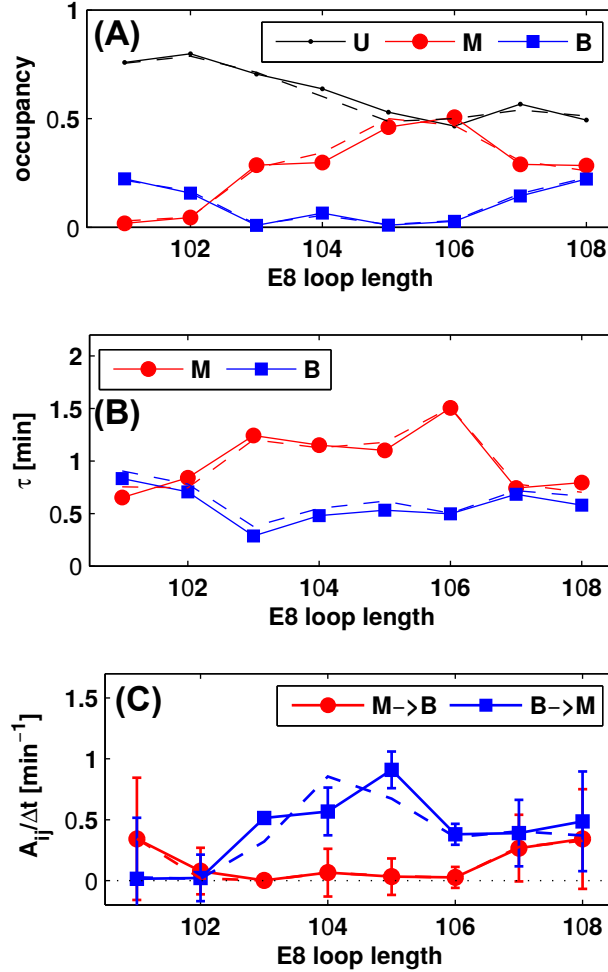 1
(A)
U M B
occupancy
0.5
0
102 104 106 108
E8 loop length
2
M B
1.5
(B)
τ [min]
1
0.5
0
102 104 106 108
E8 loop length
1.5
(C)
M−>B B−>M
1
A_ij/Δt [min⁻¹]
0.5
0
102 104 106 108
E8 loop length